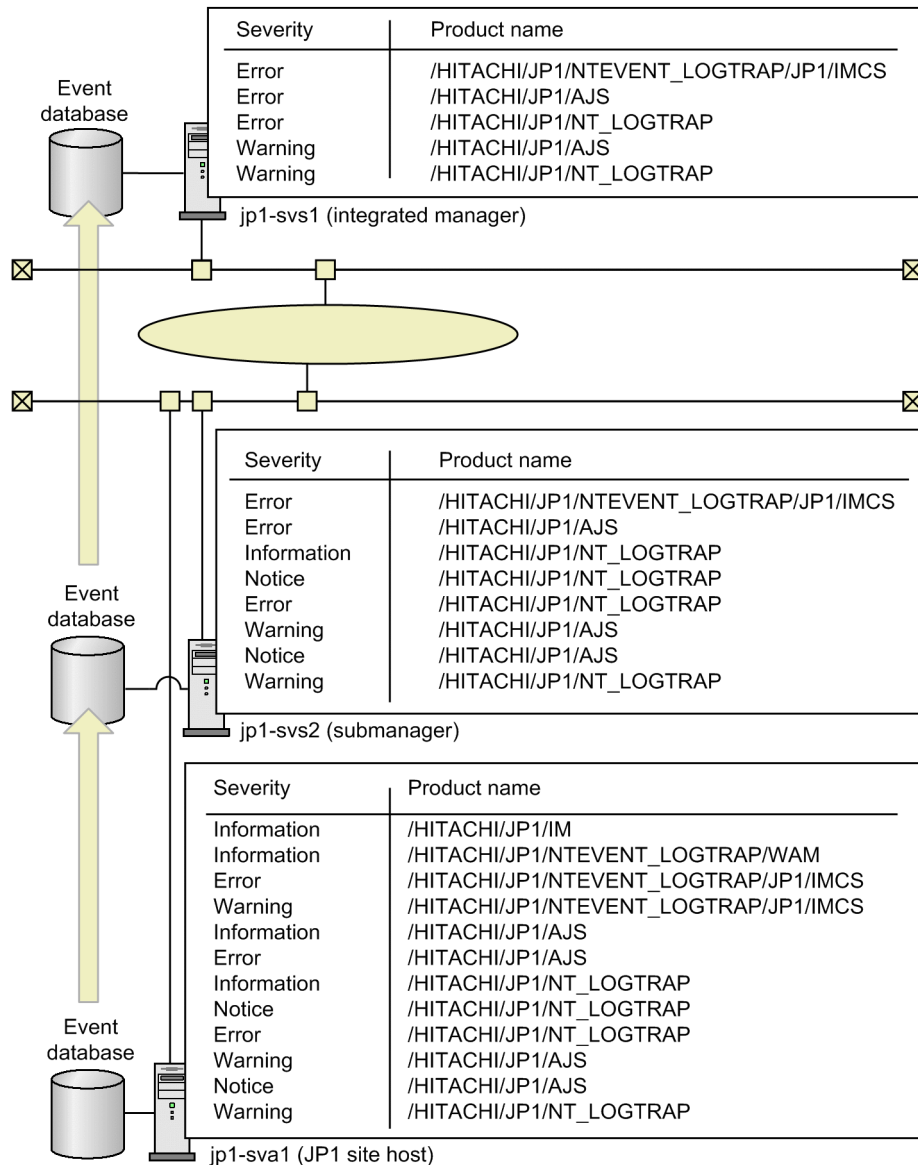 Severity Product name
Error /HITACHI/JP1/NTEVENT_LOGTRAP/JP1/IMCS
Error /HITACHI/JP1/AJS
Error /HITACHI/JP1/NT_LOGTRAP
Warning /HITACHI/JP1/AJS
Warning /HITACHI/JP1/NT_LOGTRAP
Event
database
jp1-svs1 (integrated manager)
Severity Product name
Error /HITACHI/JP1/NTEVENT_LOGTRAP/JP1/IMCS
Error /HITACHI/JP1/AJS
Information /HITACHI/JP1/NT_LOGTRAP
Notice /HITACHI/JP1/NT_LOGTRAP
Error /HITACHI/JP1/NT_LOGTRAP
Warning /HITACHI/JP1/AJS
Notice /HITACHI/JP1/AJS
Warning /HITACHI/JP1/NT_LOGTRAP
Event
database
jp1-svs2 (submanager)
Severity Product name
Information /HITACHI/JP1/IM
Information /HITACHI/JP1/NTEVENT_LOGTRAP/WAM
Error /HITACHI/JP1/NTEVENT_LOGTRAP/JP1/IMCS
Warning /HITACHI/JP1/NTEVENT_LOGTRAP/JP1/IMCS
Information /HITACHI/JP1/AJS
Error /HITACHI/JP1/AJS
Information /HITACHI/JP1/NT_LOGTRAP
Notice /HITACHI/JP1/NT_LOGTRAP
Error /HITACHI/JP1/NT_LOGTRAP
Warning /HITACHI/JP1/AJS
Notice /HITACHI/JP1/AJS
Warning /HITACHI/JP1/NT_LOGTRAP
Event
database
jp1-sva1 (JP1 site host)